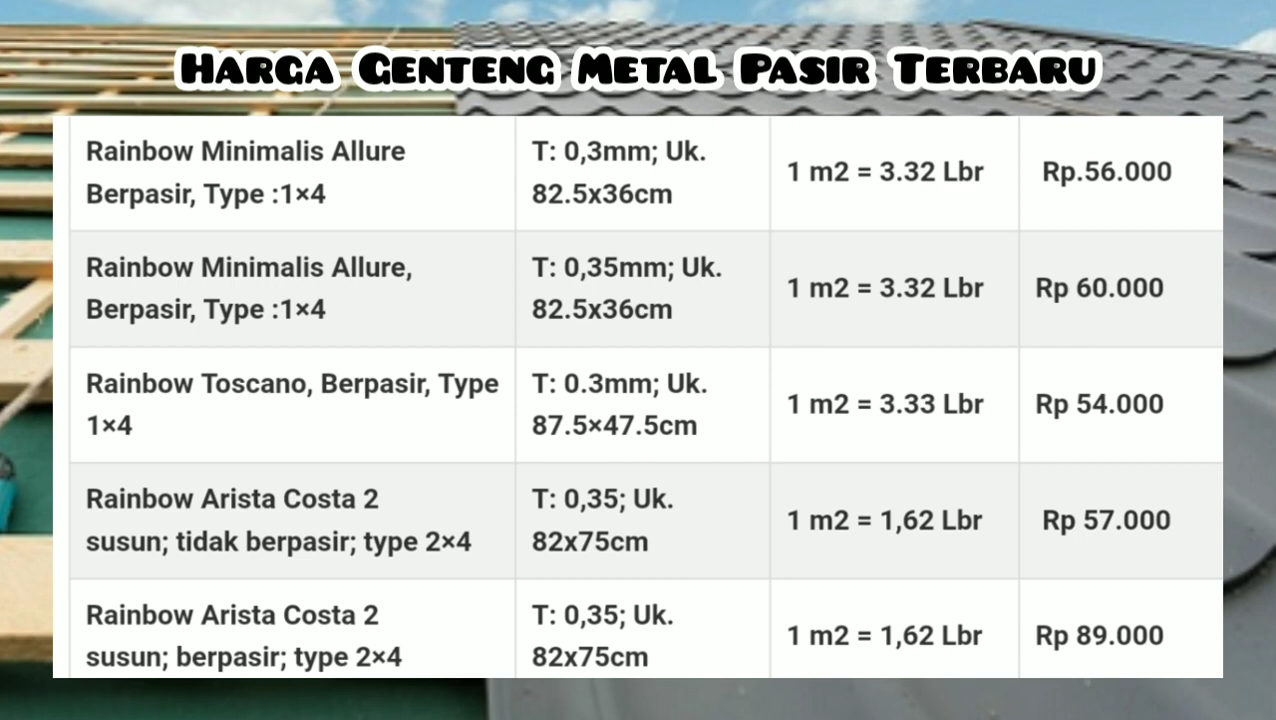 HARGA GENTENG METAL PASIR TERBARU
Rainbow Minimalis Allure
Berpasir, Type :1×4
T: 0,3mm; Uk.
82.5x36cm
1 m2 = 3.32 Lbr
Rp.56.000
Rainbow Minimalis Allure,
Berpasir, Type :1×4
T: 0,35mm; Uk.
82.5x36cm
1 m2 = 3.32 Lbr
Rp 60.000
Rainbow Toscano, Berpasir, Type
1×4
T: 0.3mm; Uk.
87.5×47.5cm
1 m2 = 3.33 Lbr
Rp 54.000
Rainbow Arista Costa 2
susun; tidak berpasir; type 2×4
T: 0,35; Uk.
82x75cm
1 m2 = 1,62 Lbr
Rp 57.000
Rainbow Arista Costa 2
susun; berpasir; type 2×4
T: 0,35; Uk.
82x75cm
1 m2 = 1,62 Lbr
Rp 89.000